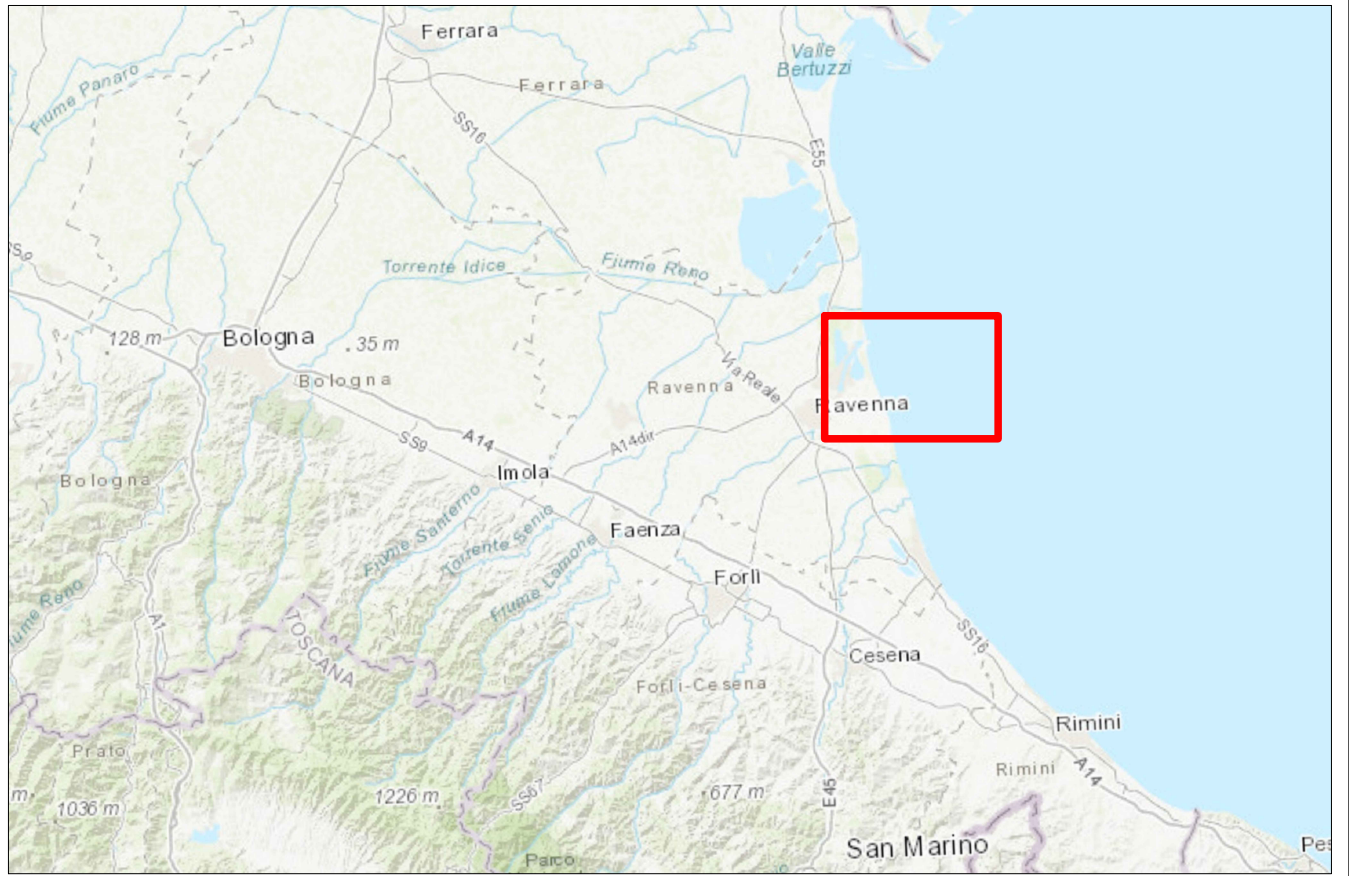 Ferrara
Valle
Bertuzzi
Fiume Panaro
Ferrara
SS16
E55
SS9
Torrente Idice
Fiume Reno
128 m
Bologna
35 m
Bologna
Ravenna
Via Reale
Ravenna
A14
SS9
A14dir
Imola
Bologna
Fiume Santerno
Torrente Senio
Faenza
Fiume Lamone
Forlì
iume Reno
A1
TOSCANA
SS16
Cesena
Forlì-Cesena
Rimini
Prato
Rimini
A14
m
1036 m
1226 m
SS67
677 m
E45
San Marino
Parco
Pes